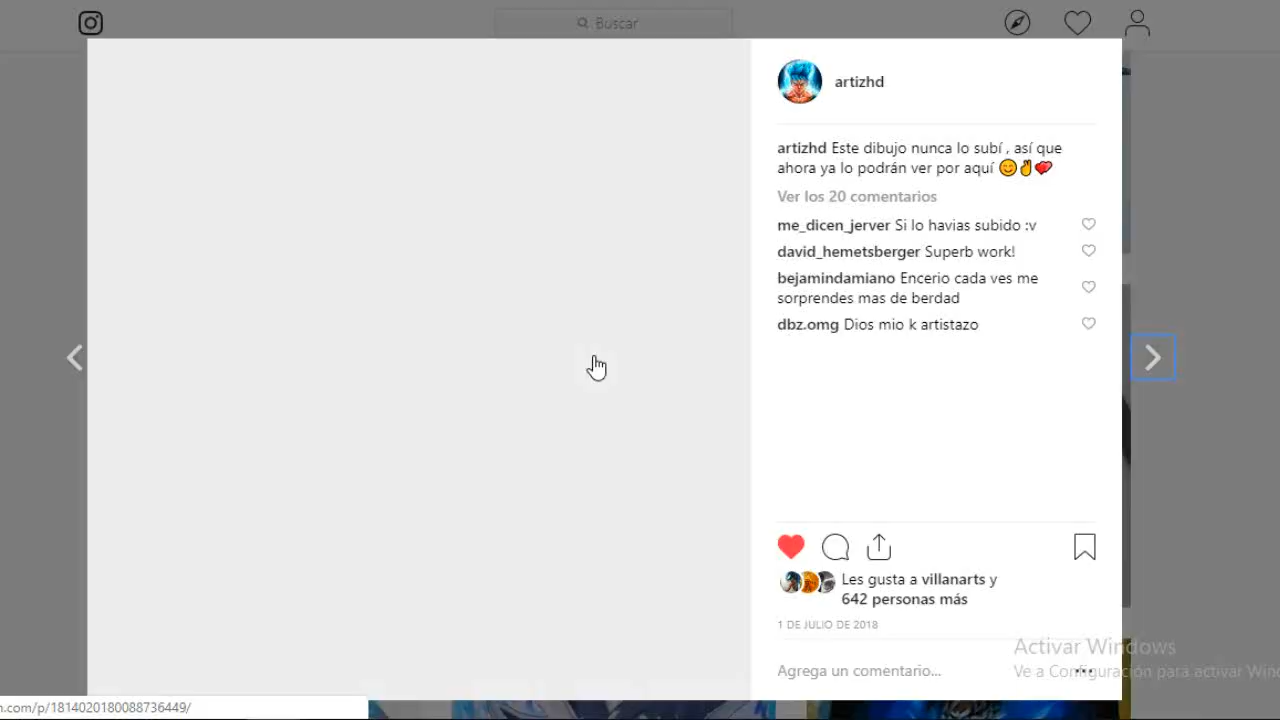 Buscar
artizhd
artizhd Este dibujo nunca lo subí , así que
ahora ya lo podrán ver por aquí 😊✌️💕
Ver los 20 comentarios
me_dicen_jerver Si lo havias subido :v
david_hemetsberger Superb work!
bejamindamiano Encerio cada ves me
sorprendes mas de berdad
dbz.omg Dios mio k artistazo
Les gusta a villanarts y
642 personas más
1 DE JULIO DE 2018
Activar Windows
Agrega un comentario...
Ve a Configuración para activar Wind
n.com/p/1814020180088736449/